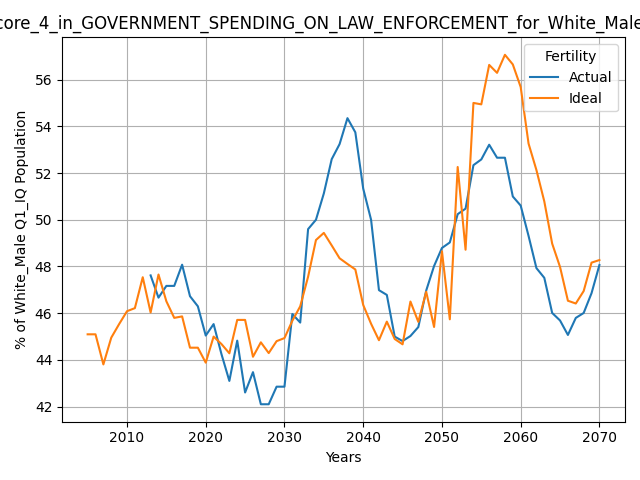 core_4_in_GOVERNMENT_SPENDING_ON_LAW_ENFORCEMENT_for_White_Male
Fertility
Actual
Ideal
56
54
52
50
48
46
44
42
% of White_Male Q1_IQ Population
2010 2020 2030 2040 2050 2060 2070
Years